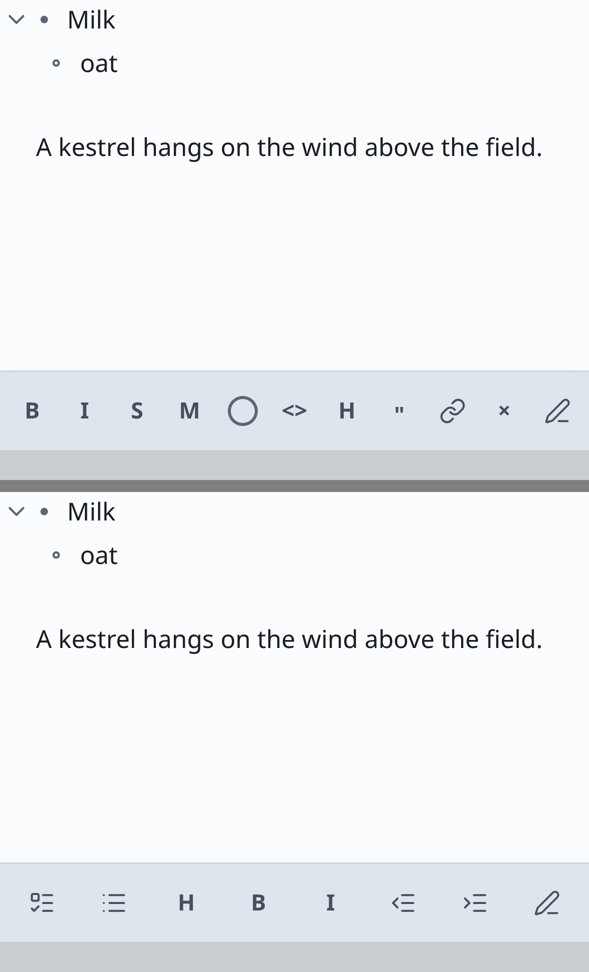 Milk
oat
A kestrel hangs on the wind above the field.
B I S M <> H " ×
Milk
oat
A kestrel hangs on the wind above the field.
H B I